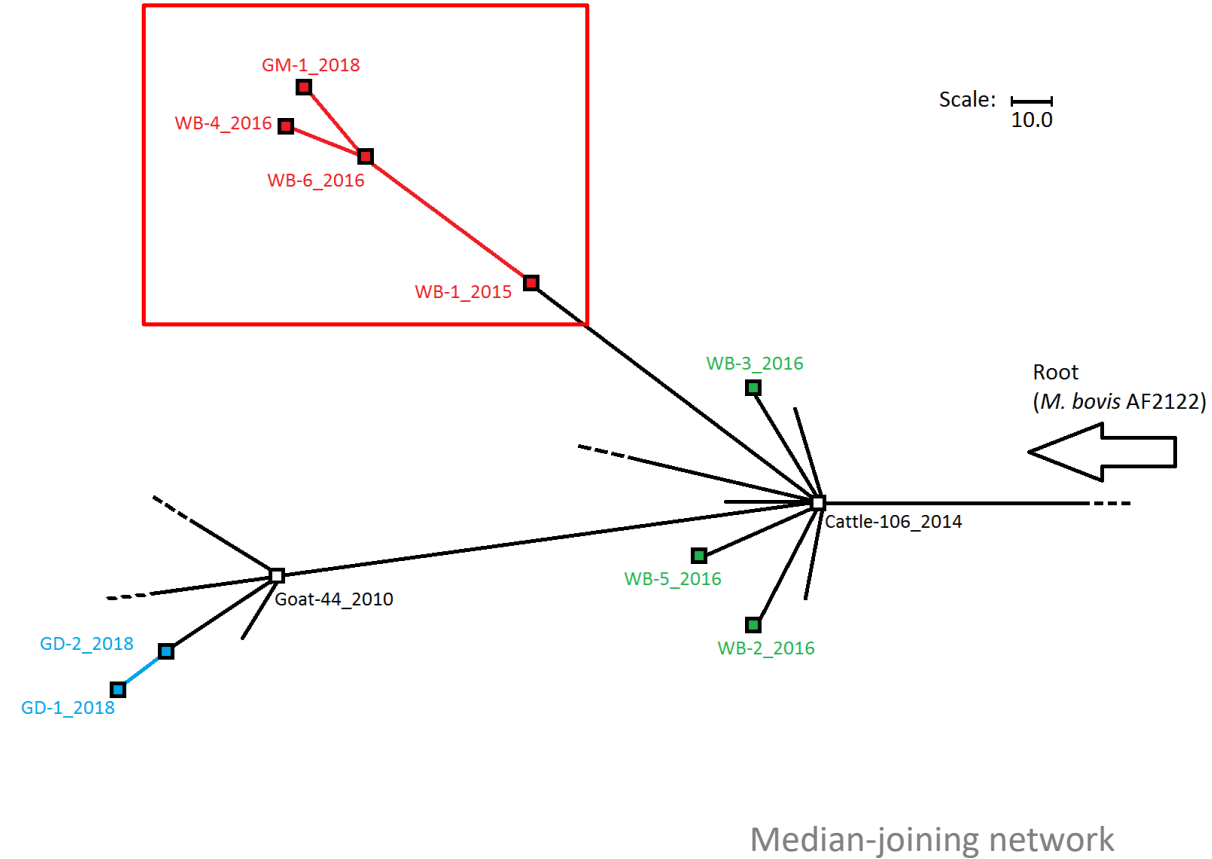 GM-1_2018
Scale:
10.0
WB-4_2016
WB-6_2016
WB-1_2015
WB-3_2016
Root
(M. bovis AF2122)
Cattle-106_2014
WB-5_2016
Goat-44_2010
GD-2_2018
WB-2_2016
GD-1_2018
Median-joining network